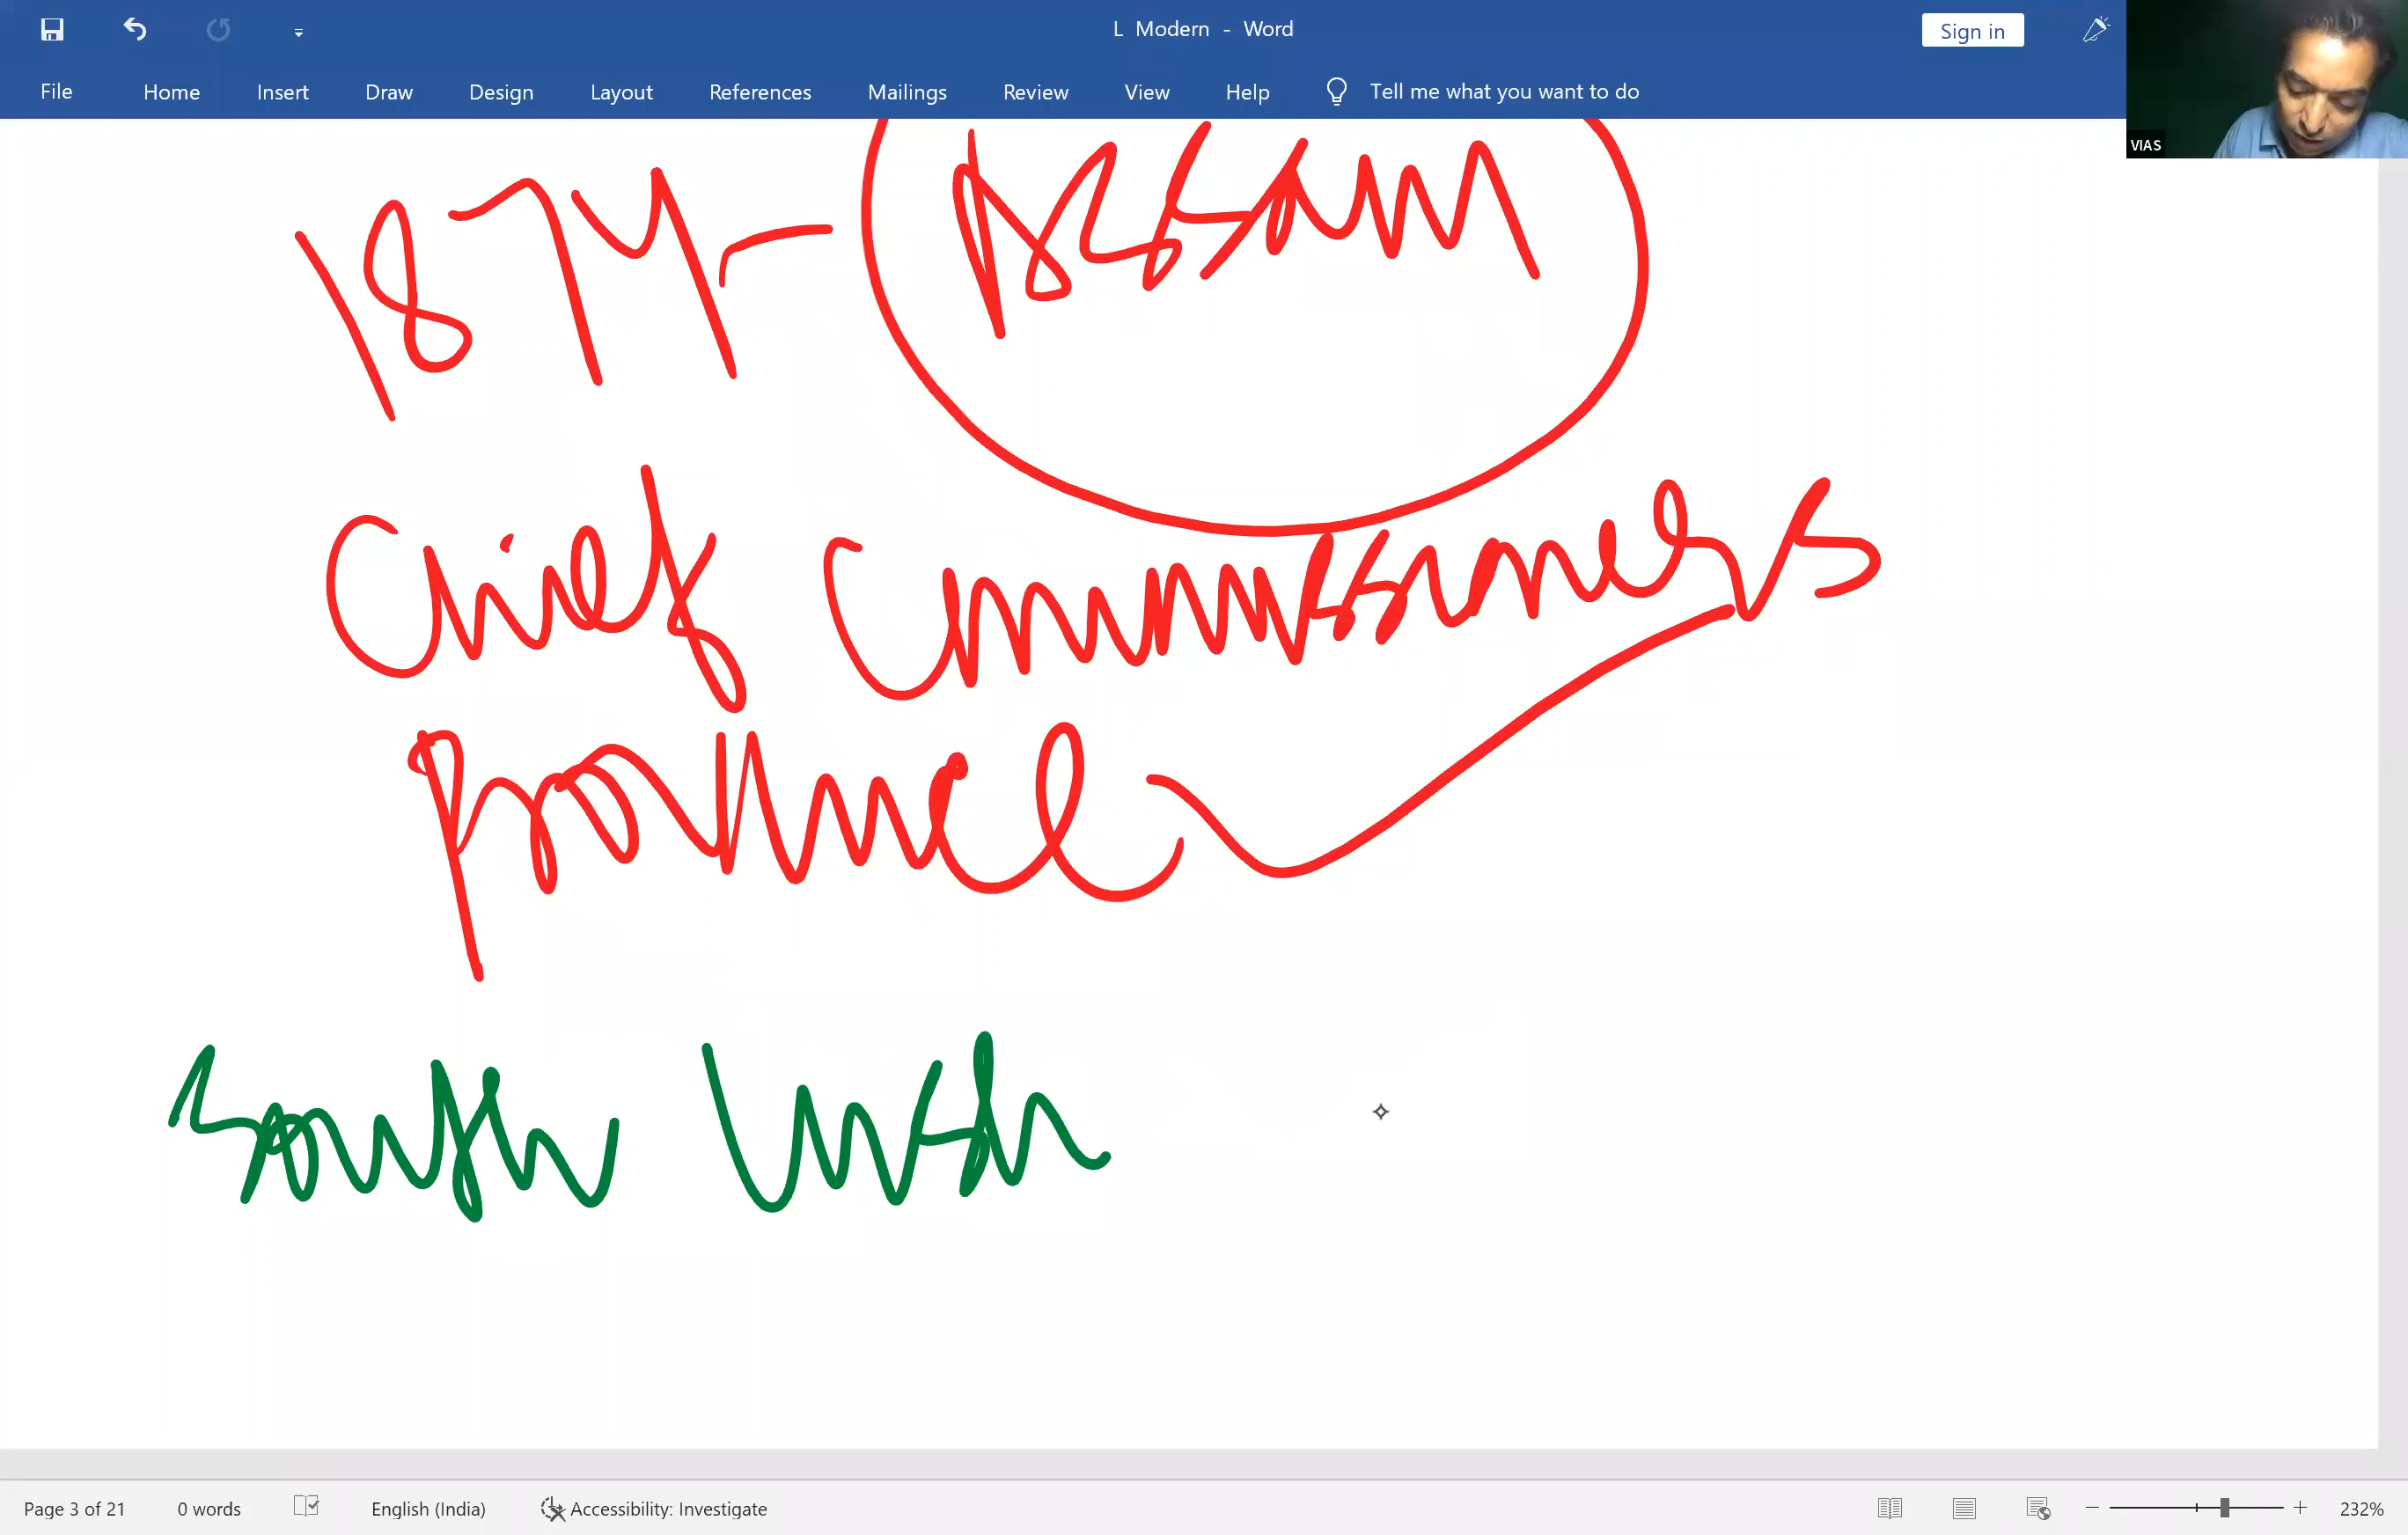 L Modern - Word
Sign in
File Home Insert Draw Design Layout References Mailings Review View Help Tell me what you want to do
VIAS
1874 - Assam
Chief Commissioners
province
South
Page 3 of 21 0 words English (India) Accessibility: Investigate 232%